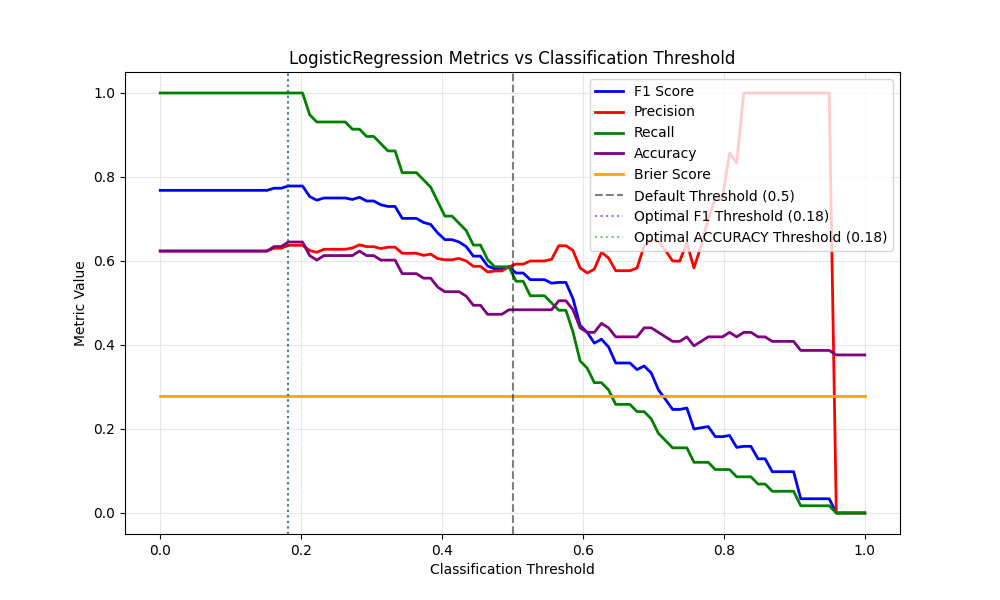 LogisticRegression Metrics vs Classification Threshold
F1 Score
Precision
Recall
Accuracy
Brier Score
Default Threshold (0.5)
Optimal F1 Threshold (0.18)
Optimal ACCURACY Threshold (0.18)
Metric Value
1.0
0.8
0.6
0.4
0.2
0.0
0.0 0.2 0.4 0.6 0.8 1.0
Classification Threshold